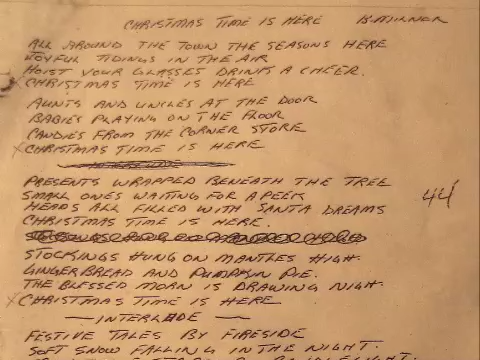 CHRISTMAS TIME IS HERE
ALL AROUND THE TOWN THE SEASONS HERE
JOYFUL TIDINGS IN THE AIR
HOIST YOUR GLASSES DRINK A CHEER.
CHRISTMAS TIME IS HERE
AUNTS AND UNCLES AT THE DOOR
BABIES PLAYING ON THE FLOOR
CANDIES FROM THE CORNER STORE
XCHRISTMAS TIME IS HERE
PRESENTS WRAPPED BENEATH THE TREE
SMALL ONES WAITING FOR A PEEK
HEADS ALL FILLED WITH SANTA DREAMS
CHRISTMAS TIME IS HERE.
44
STOCKINGS HUNG ON MANTLES HIGH.
GINGERBREAD AND PUMPKIN PIE.
THE BLESSED MORN IS DRAWING NIGH.
XCHRISTMAS TIME IS HERE
— INTERLUDE —
FESTIVE TALES BY FIRESIDE
SOFT SNOW FALLING IN THE NIGHT.